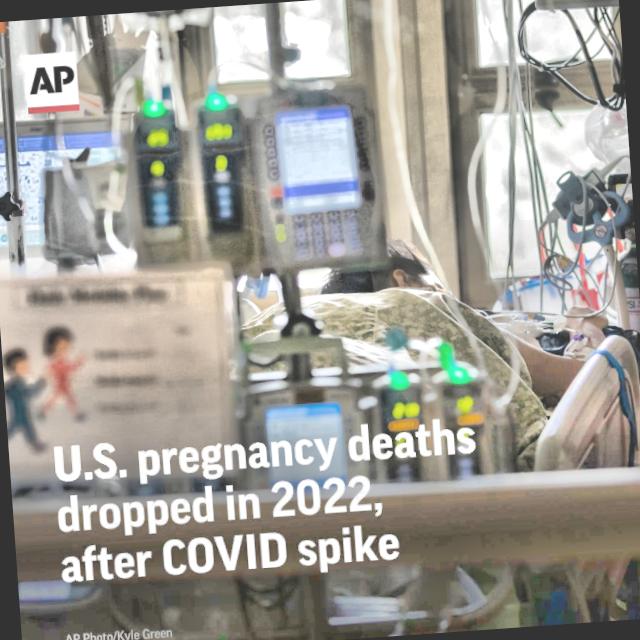 AP
U.S. pregnancy deaths
dropped in 2022,
after COVID spike
AP Photo/Kyle Green